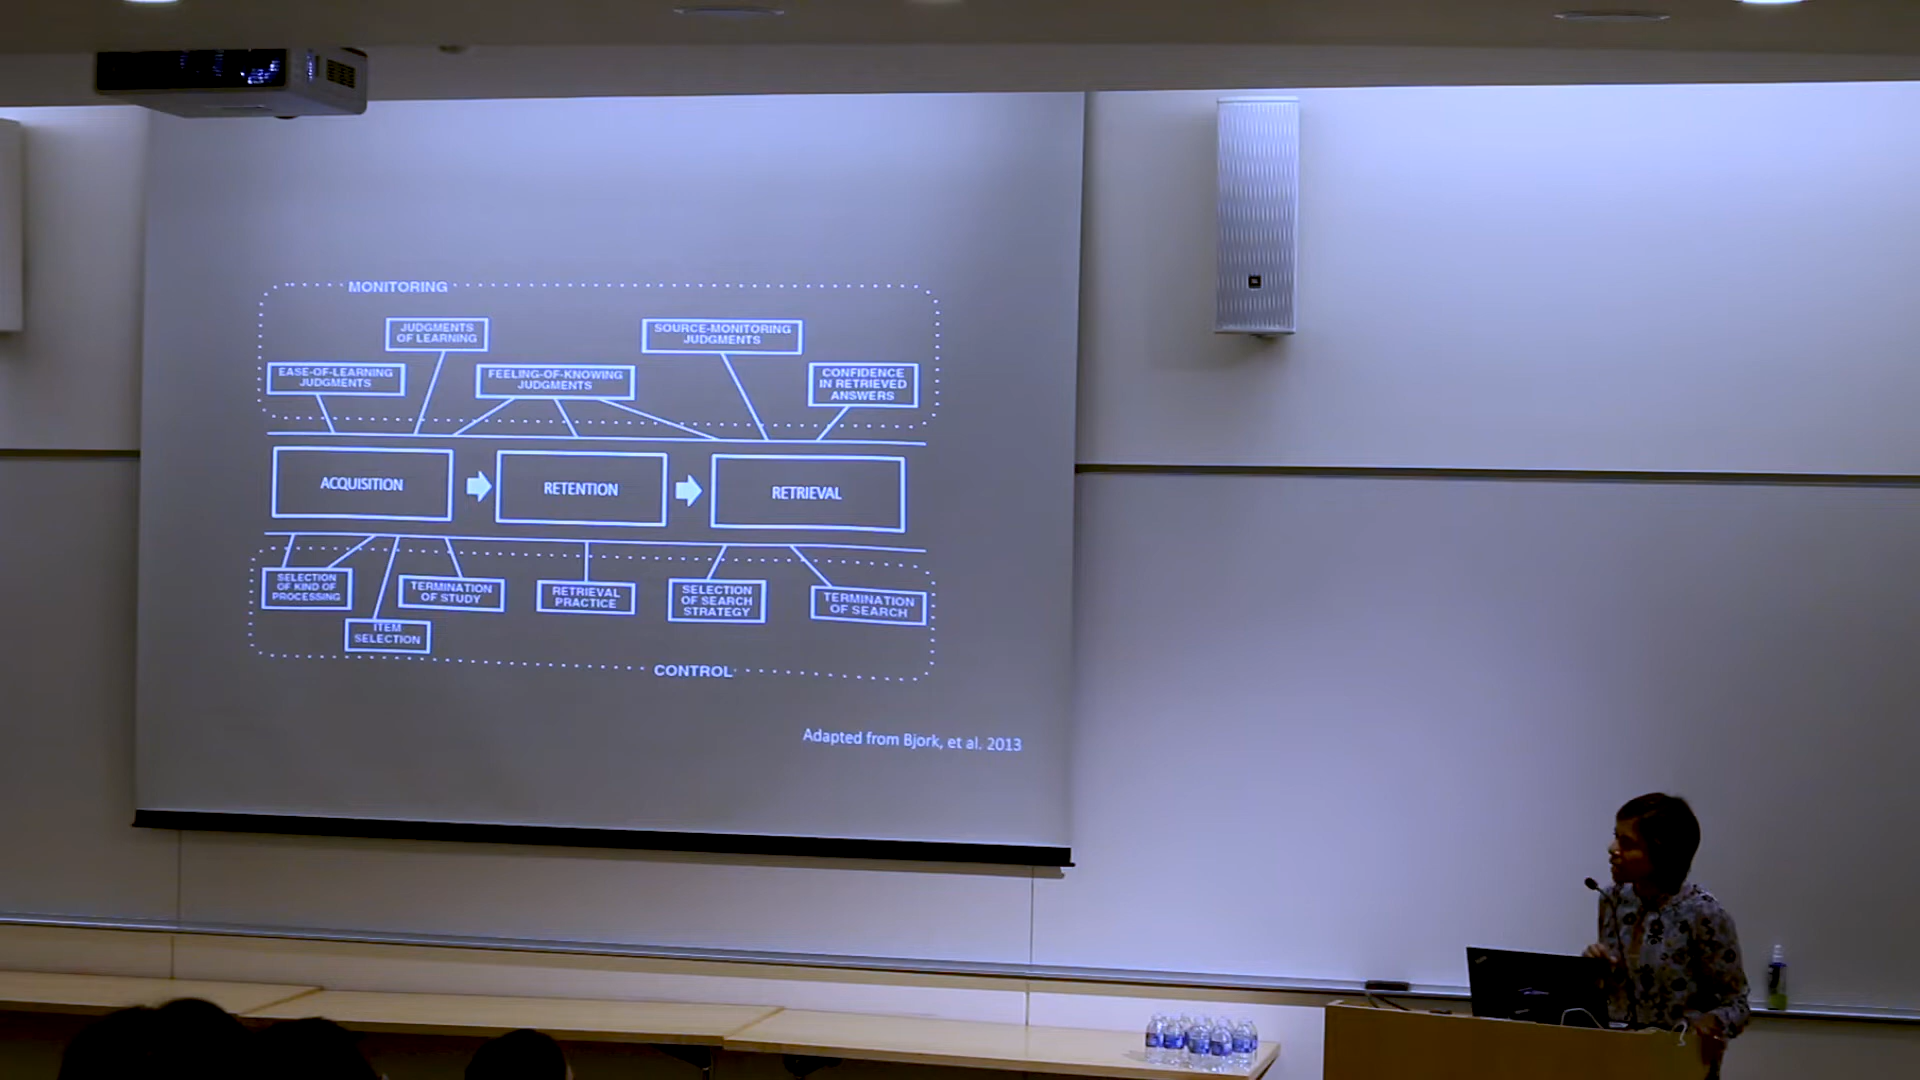 MONITORING
JUDGMENTS
OF LEARNING
SOURCE-MONITORING
JUDGMENTS
EASE-OF-LEARNING
JUDGMENTS
FEELING-OF-KNOWING
JUDGMENTS
CONFIDENCE
IN RETRIEVED
ANSWERS
ACQUISITION
RETENTION
RETRIEVAL
SELECTION
OF KIND OF
PROCESSING
TERMINATION
OF STUDY
RETRIEVAL
PRACTICE
SELECTION
OF SEARCH
STRATEGY
TERMINATION
OF SEARCH
ITEM
SELECTION
CONTROL
Adapted from Bjork, et al. 2013